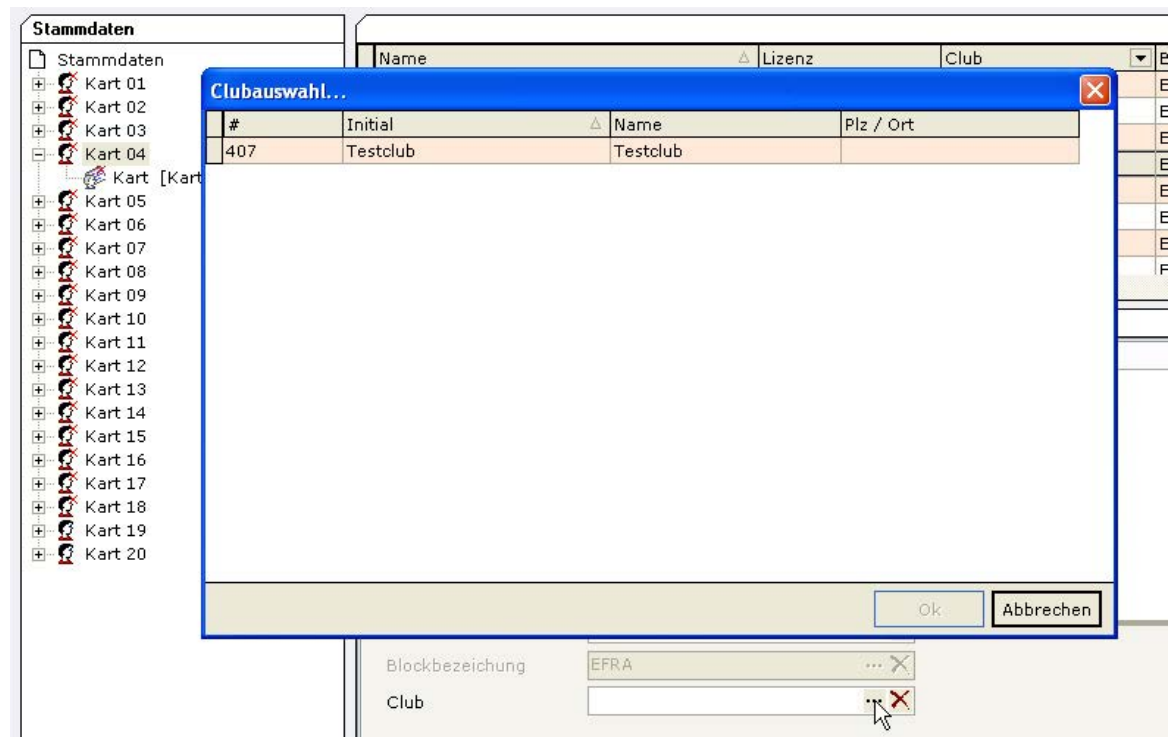 Stammdaten
Stammdaten
Kart 01
Kart 02
Kart 03
Kart 04
Kart [Kart
Kart 05
Kart 06
Kart 07
Kart 08
Kart 09
Kart 10
Kart 11
Kart 12
Kart 13
Kart 14
Kart 15
Kart 16
Kart 17
Kart 18
Kart 19
Kart 20
Name Lizenz Club
Clubauswahl...
# Initial Name Plz / Ort
407 Testclub Testclub
Ok Abbrechen
Blockbezeichung EFRA ...
Club ...